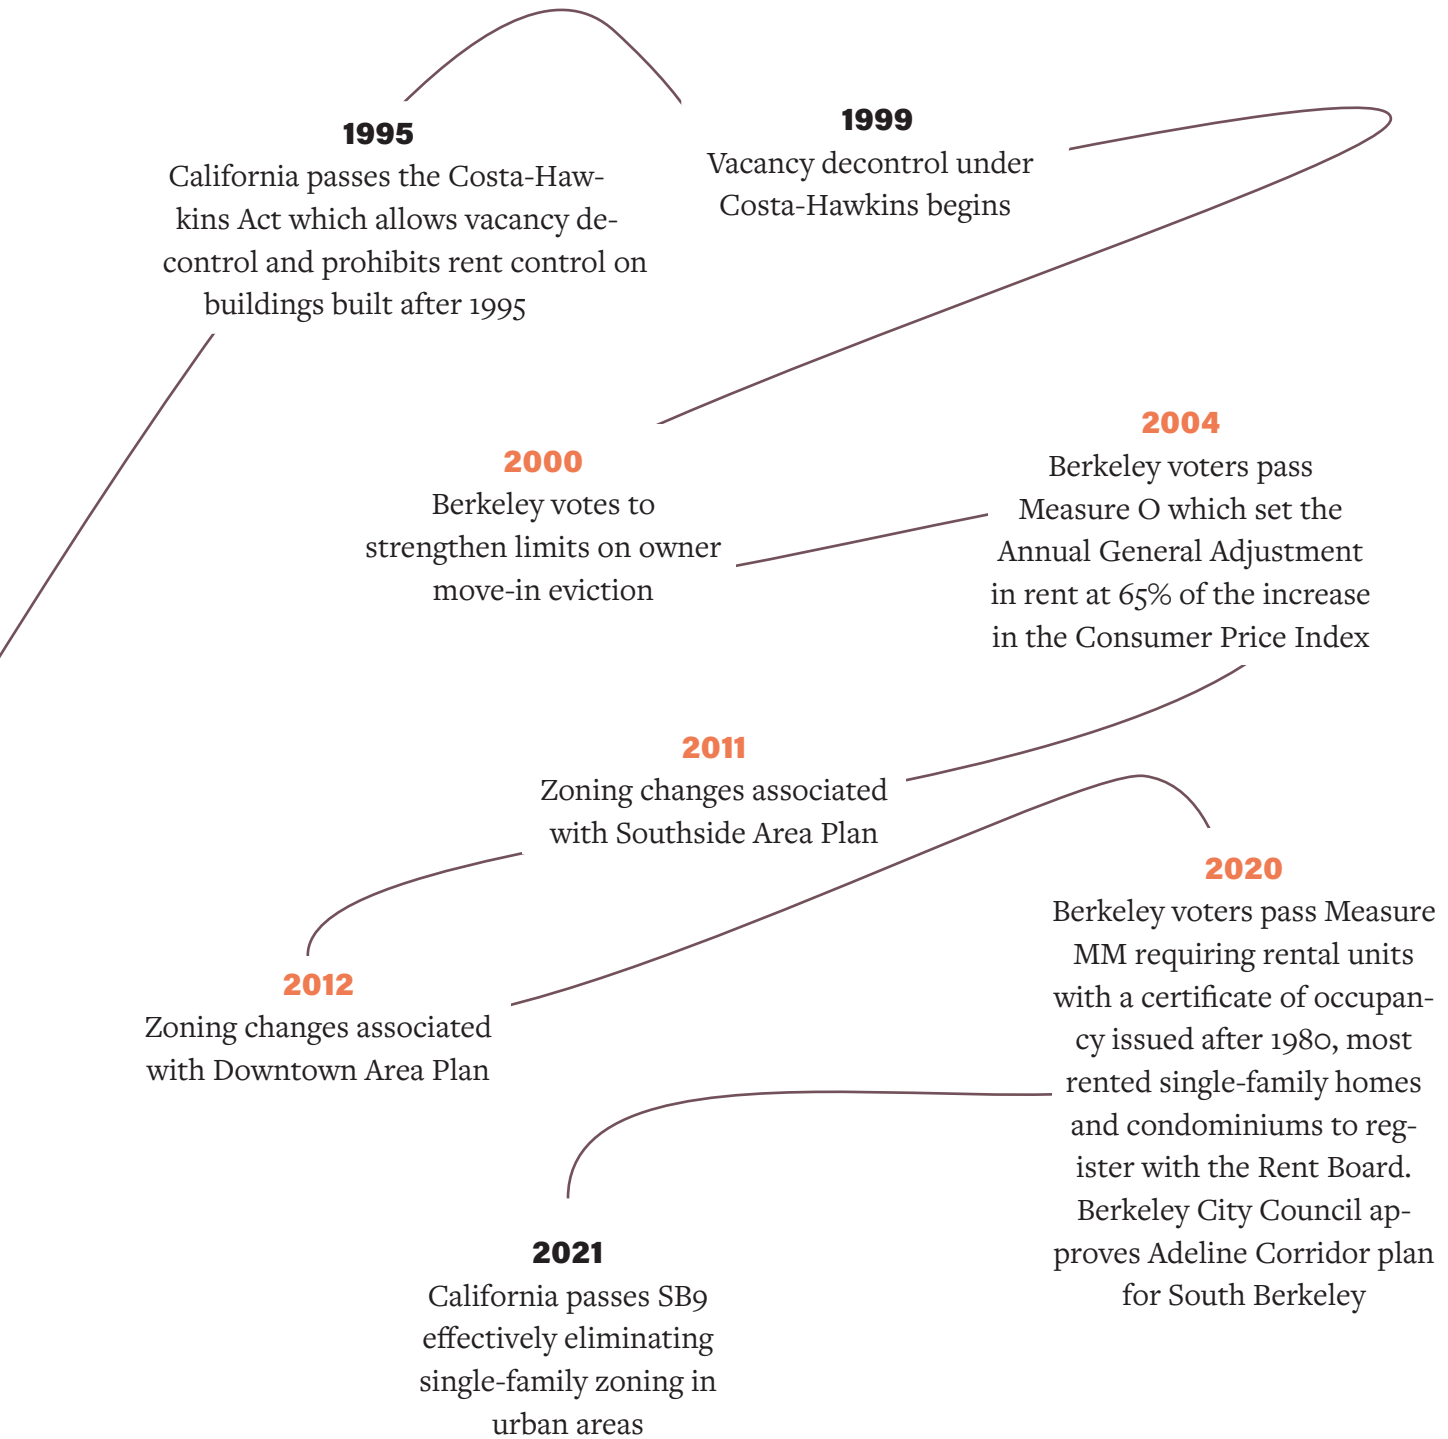 1995
California passes the Costa-Haw-
kins Act which allows vacancy de-
control and prohibits rent control on
buildings built after 1995
1999
Vacancy decontrol under
Costa-Hawkins begins
2000
Berkeley votes to
strengthen limits on owner
move-in eviction
2004
Berkeley voters pass
Measure O which set the
Annual General Adjustment
in rent at 65% of the increase
in the Consumer Price Index
2011
Zoning changes associated
with Southside Area Plan
2012
Zoning changes associated
with Downtown Area Plan
2020
Berkeley voters pass Measure
MM requiring rental units
with a certificate of occupan-
cy issued after 1980, most
rented single-family homes
and condominiums to reg-
ister with the Rent Board.
Berkeley City Council ap-
proves Adeline Corridor plan
for South Berkeley
2021
California passes SB9
effectively eliminating
single-family zoning in
urban areas